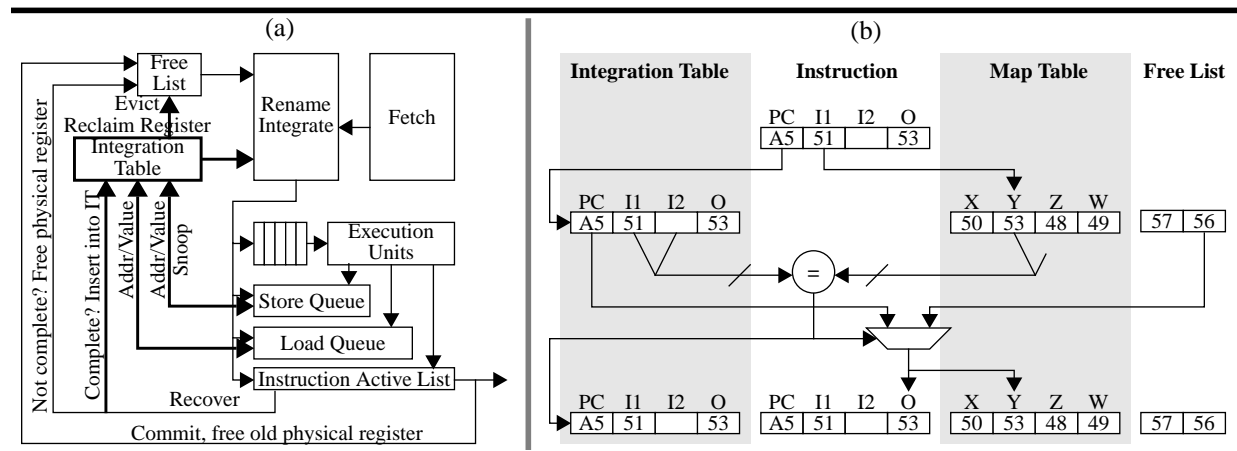 (a)
Free
List
Evict
Reclaim Register
Integration
Table
Rename
Integrate
Fetch
Not complete? Free physical register
Complete? Insert into IT
Addr/Value
Addr/Value
Snoop
Execution
Units
Store Queue
Load Queue
Instruction Active List
Recover
Commit, free old physical register
(b)
Integration Table Instruction Map Table Free List
PC I1 I2 O
A5 51 53
PC I1 I2 O X Y Z W
A5 51 53 50 53 48 49 57 56
=
PC I1 I2 O PC I1 I2 O X Y Z W
A5 51 53 A5 51 53 50 53 48 49 57 56